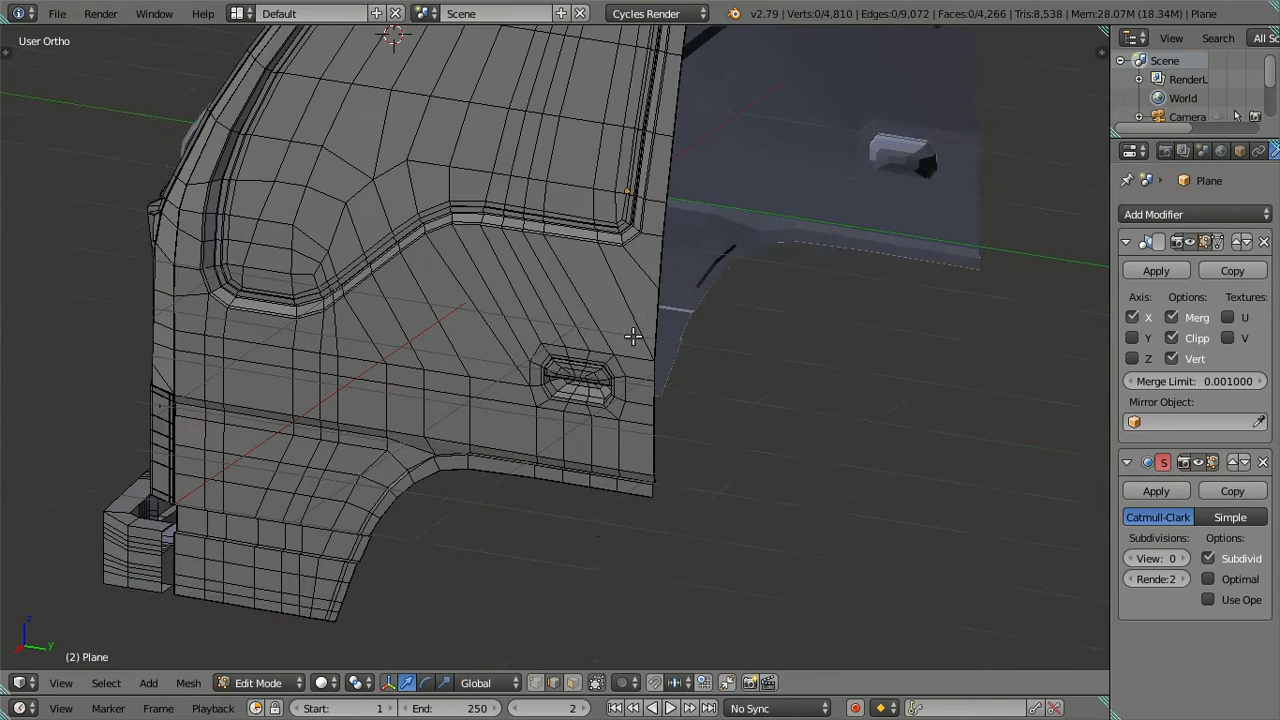 File Render Window Help Default Scene Cycles Render v2.79 | Verts:0/4,810 | Edges:0/9,072 | Faces:0/4,266 | Tris:8,538 | Mem:28.07M (18.34M) | Plane
User Ortho
View Search All Sc
Scene
RenderL
World
Camera
Plane
Add Modifier
Apply Copy
Axis: Options: Textures:
X Merg U
Y Clipp V
Z Vert
Merge Limit: 0.001000
Mirror Object:
S
Apply Copy
Catmull-Clark Simple
Subdivisions: Options:
View: 0 Subdivid
Rende:2 Optimal
Use Ope
z
y
(2) Plane
View Select Add Mesh Edit Mode Global
View Marker Frame Playback Start: 1 End: 250 2 No Sync